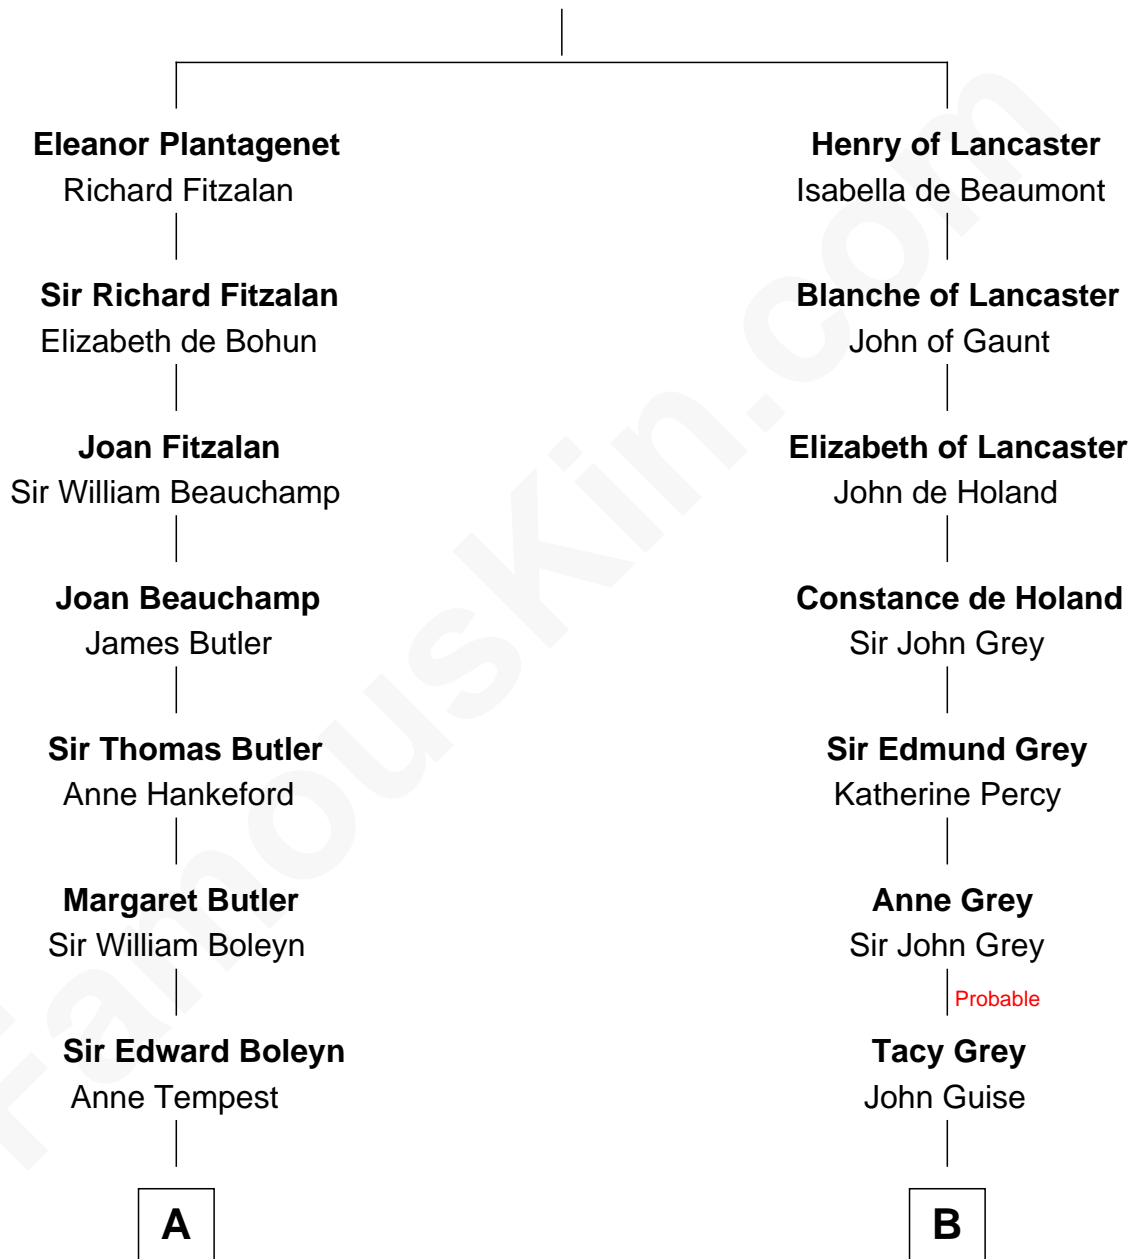 Eleanor Plantagenet
Richard Fitzalan
Sir Richard Fitzalan
Elizabeth de Bohun
Joan Fitzalan
Sir William Beauchamp
Joan Beauchamp
James Butler
Sir Thomas Butler
Anne Hankeford
Margaret Butler
Sir William Boleyn
Sir Edward Boleyn
Anne Tempest
A
Henry of Lancaster
Isabella de Beaumont
Blanche of Lancaster
John of Gaunt
Elizabeth of Lancaster
John de Holand
Constance de Holand
Sir John Grey
Sir Edmund Grey
Katherine Percy
Anne Grey
Sir John Grey
Probable
Tacy Grey
John Guise
B
FamousKin.com